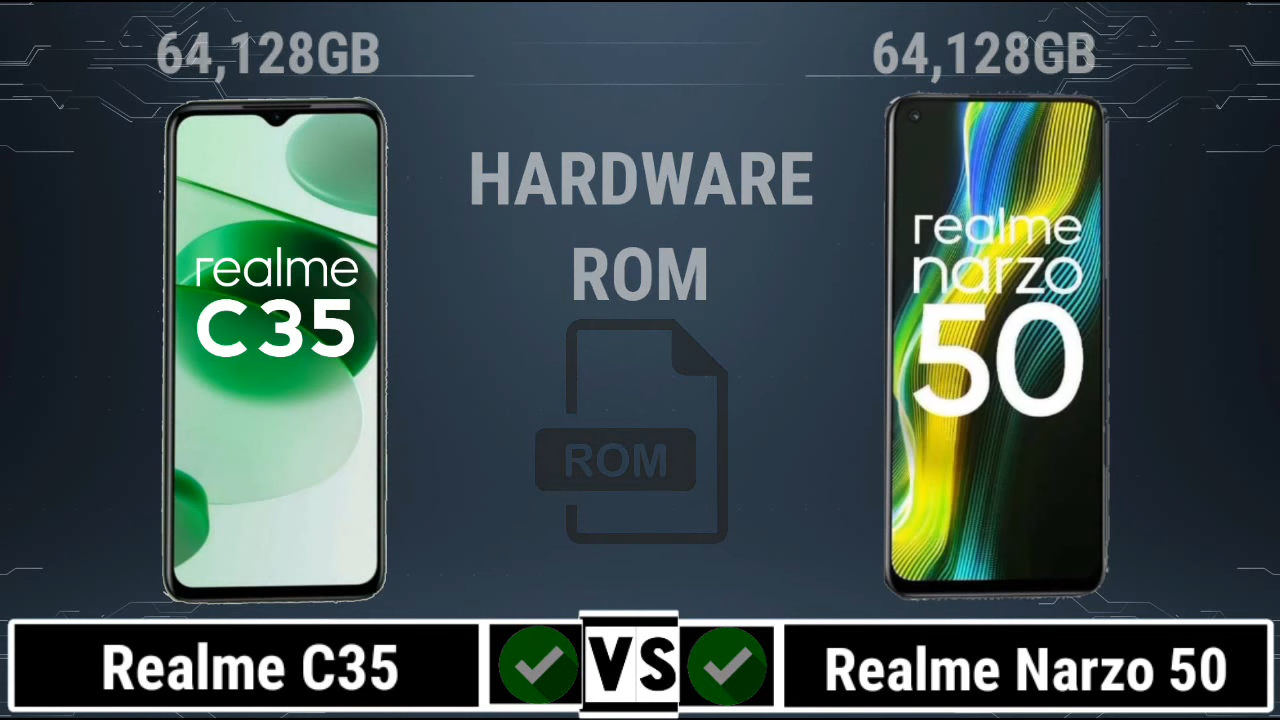 64,128GB
64,128GB
HARDWARE
ROM
realme
C35
realme
narzo
50
ROM
Realme C35
VS
Realme Narzo 50